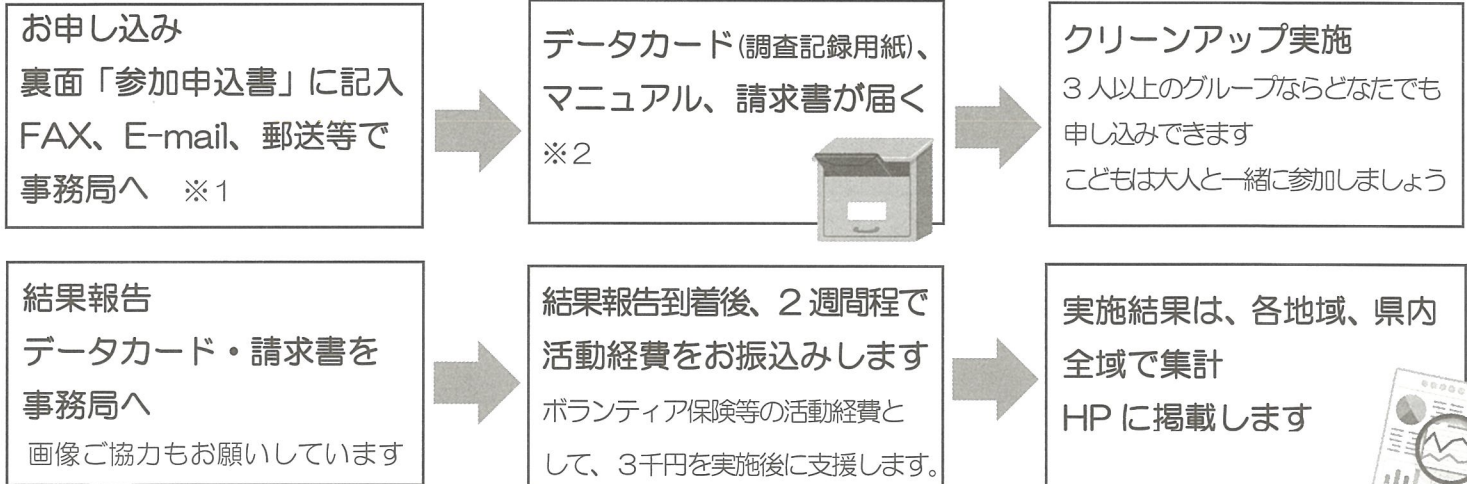 お申し込み
裏面「参加申込書」に記入
FAX、E-mail、郵送等で
事務局へ ※1
データカード(調査記録用紙)、
マニュアル、請求書が届く
※2
クリーンアップ実施
3人以上のグループならどなたでも
申し込みできます
こどもは大人と一緒に参加しましょう
結果報告
データカード・請求書を
事務局へ
画像ご協力もお願いしています
結果報告到着後、2週間程で
活動経費をお振込みします
ボランティア保険等の活動経費と
して、3千円を実施後に支援します。
実施結果は、各地域、県内
全域で集計
HPに掲載します